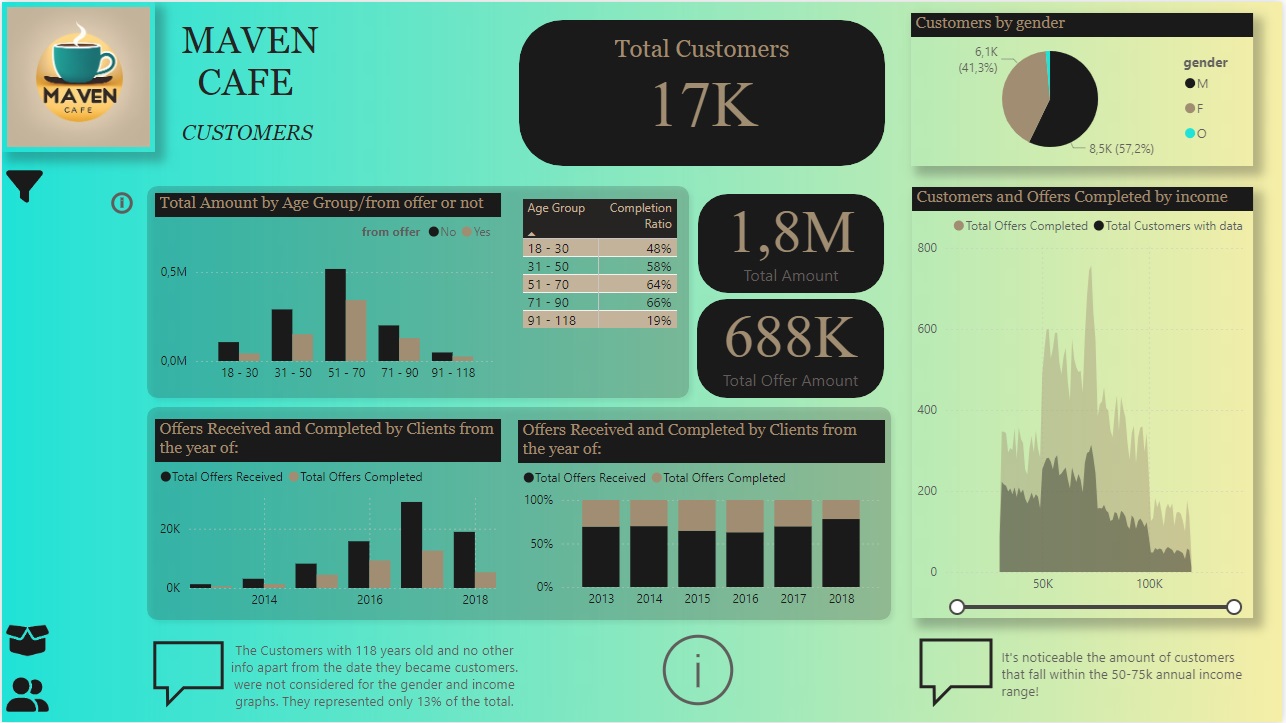 MAVEN
CAFE
MAVEN
CAFE
CUSTOMERS
Total Customers
17K
Customers by gender
6,1K
(41,3%)
8,5K (57,2%)
gender
M
F
O
Total Amount by Age Group/from offer or not
from offer No Yes
0,5M
0,0M
18 - 30 31 - 50 51 - 70 71 - 90 91 - 118
Age Group Completion
Ratio
18 - 30 48%
31 - 50 58%
51 - 70 64%
71 - 90 66%
91 - 118 19%
1,8M
Total Amount
688K
Total Offer Amount
Customers and Offers Completed by income
Total Offers Completed Total Customers with data
800
600
400
200
0
50K 100K
Offers Received and Completed by Clients from
the year of:
Total Offers Received Total Offers Completed
20K
0K
2014 2016 2018
Offers Received and Completed by Clients from
the year of:
Total Offers Received Total Offers Completed
100%
50%
0%
2013 2014 2015 2016 2017 2018
The Customers with 118 years old and no other
info apart from the date they became customers.
were not considered for the gender and income
graphs. They represented only 13% of the total.
i
It's noticeable the amount of customers
that fall within the 50-75k annual income
range!